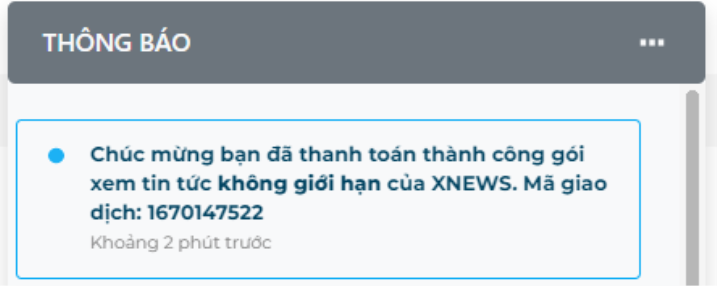 THÔNG BÁO
Chúc mừng bạn đã thanh toán thành công gói
xem tin tức không giới hạn của XNEWS. Mã giao
dịch: 1670147522
Khoảng 2 phút trước